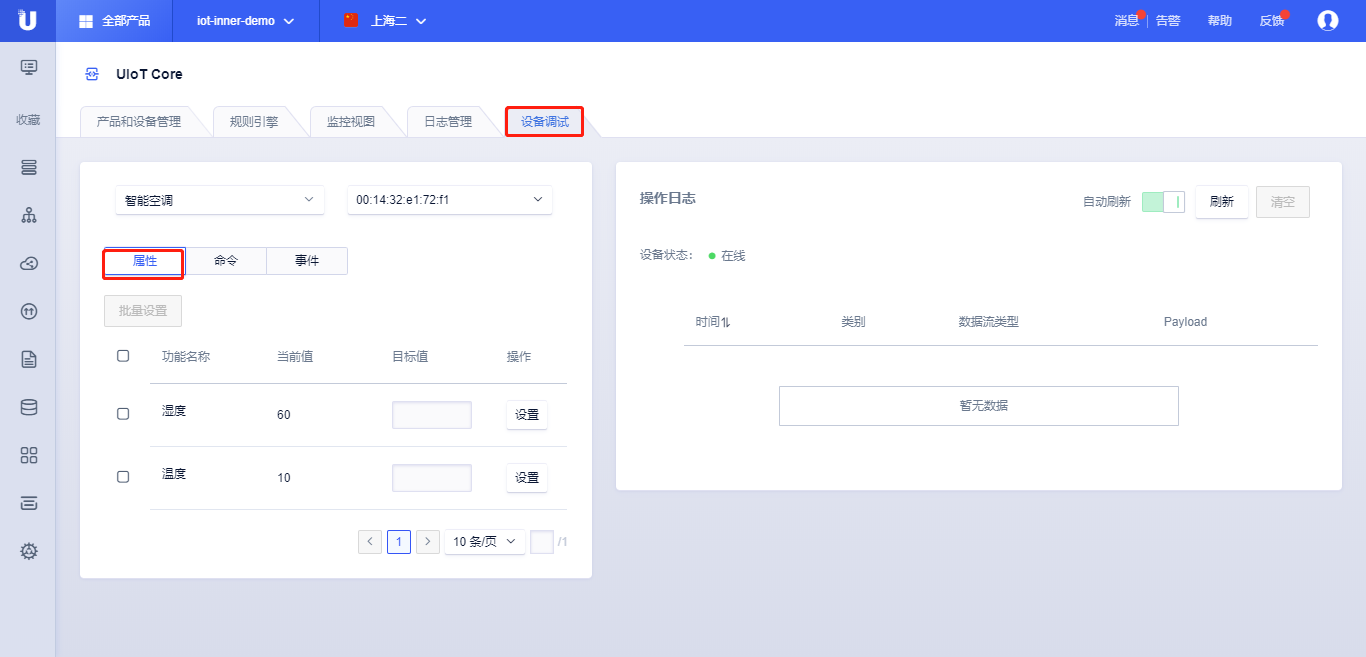 U 全部产品 iot-inner-demo 上海二 消息 告警 帮助 反馈
收藏
UIoT Core
产品和设备管理 规则引擎 监控视图 日志管理 设备调试
智能空调 00:14:32:e1:72:f1
属性 命令 事件
批量设置
功能名称 当前值 目标值 操作
湿度 60 设置
温度 10 设置
1 10 条/页 /1
操作日志 自动刷新 刷新 清空
设备状态: 在线
时间 类别 数据流类型 Payload
暂无数据